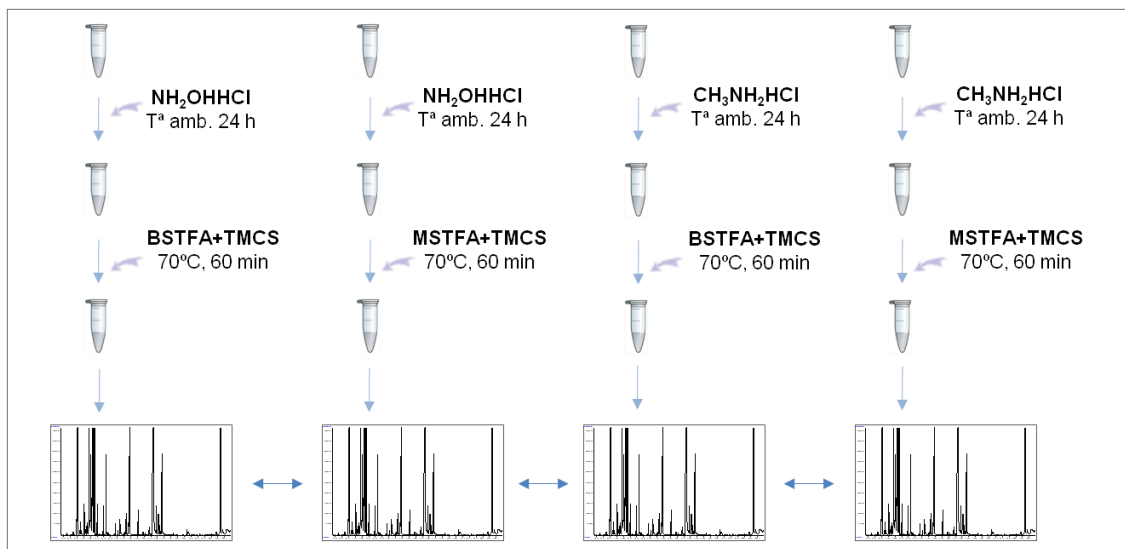 NH₂OHHCl
Tª amb. 24 h
NH₂OHHCl
Tª amb. 24 h
CH₃NH₂HCl
Tª amb. 24 h
CH₃NH₂HCl
Tª amb. 24 h
BSTFA+TMCS
70ºC, 60 min
MSTFA+TMCS
70ºC, 60 min
BSTFA+TMCS
70ºC, 60 min
MSTFA+TMCS
70ºC, 60 min